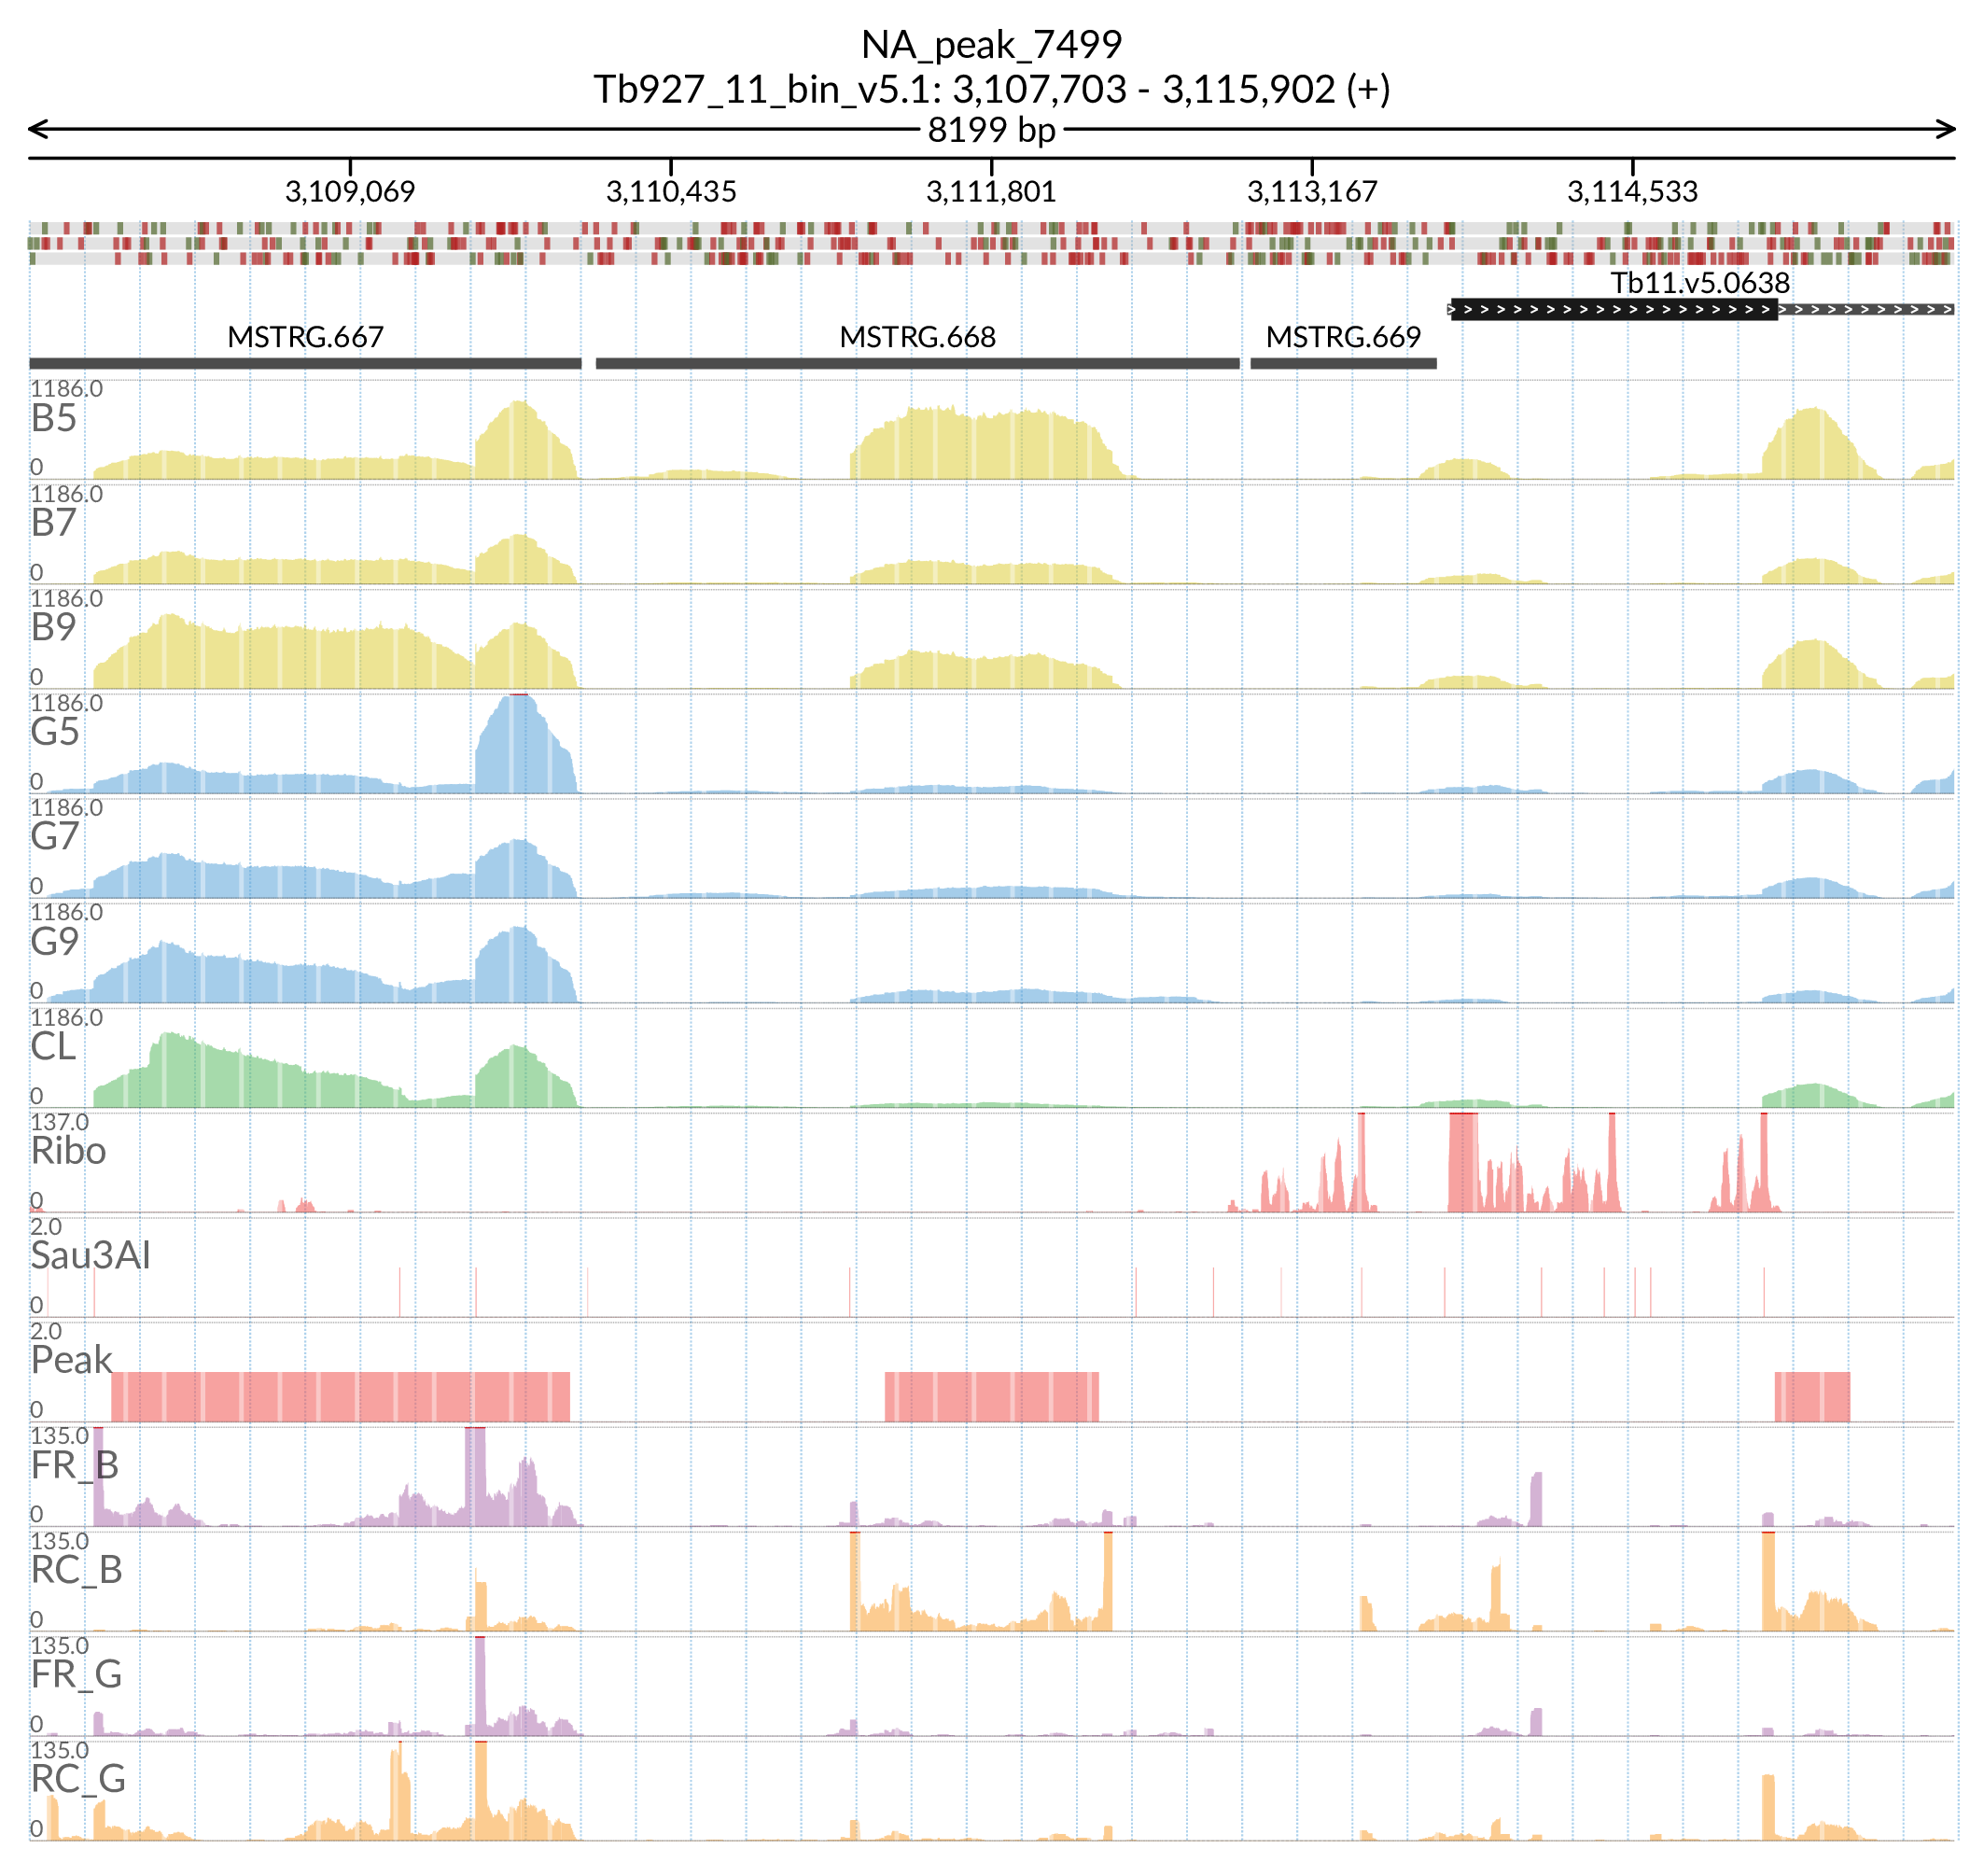 NA_peak_7499
Tb927_11_bin_v5.1: 3,107,703 - 3,115,902 (+)
8199 bp
3,109,069 3,110,435 3,111,801 3,113,167 3,114,533
Tb11.v5.0638
MSTRG.667 MSTRG.668 MSTRG.669
1186.0
B5
0
1186.0
B7
0
1186.0
B9
0
1186.0
G5
0
1186.0
G7
0
1186.0
G9
0
1186.0
CL
0
137.0
Ribo
0
2.0
Sau3AI
0
2.0
Peak
0
135.0
FR_B
0
135.0
RC_B
0
135.0
FR_G
0
135.0
RC_G
0